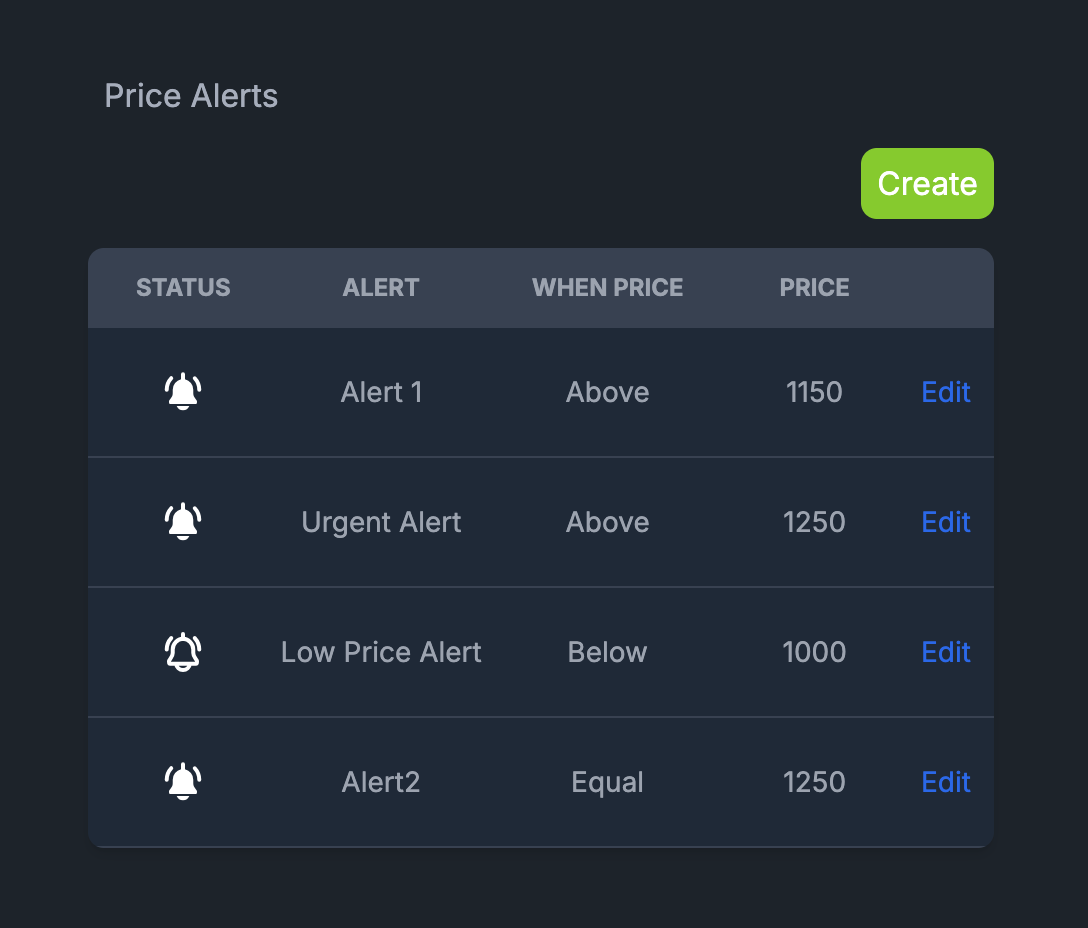 Price Alerts
Create
STATUS ALERT WHEN PRICE PRICE
Alert 1 Above 1150 Edit
Urgent Alert Above 1250 Edit
Low Price Alert Below 1000 Edit
Alert2 Equal 1250 Edit